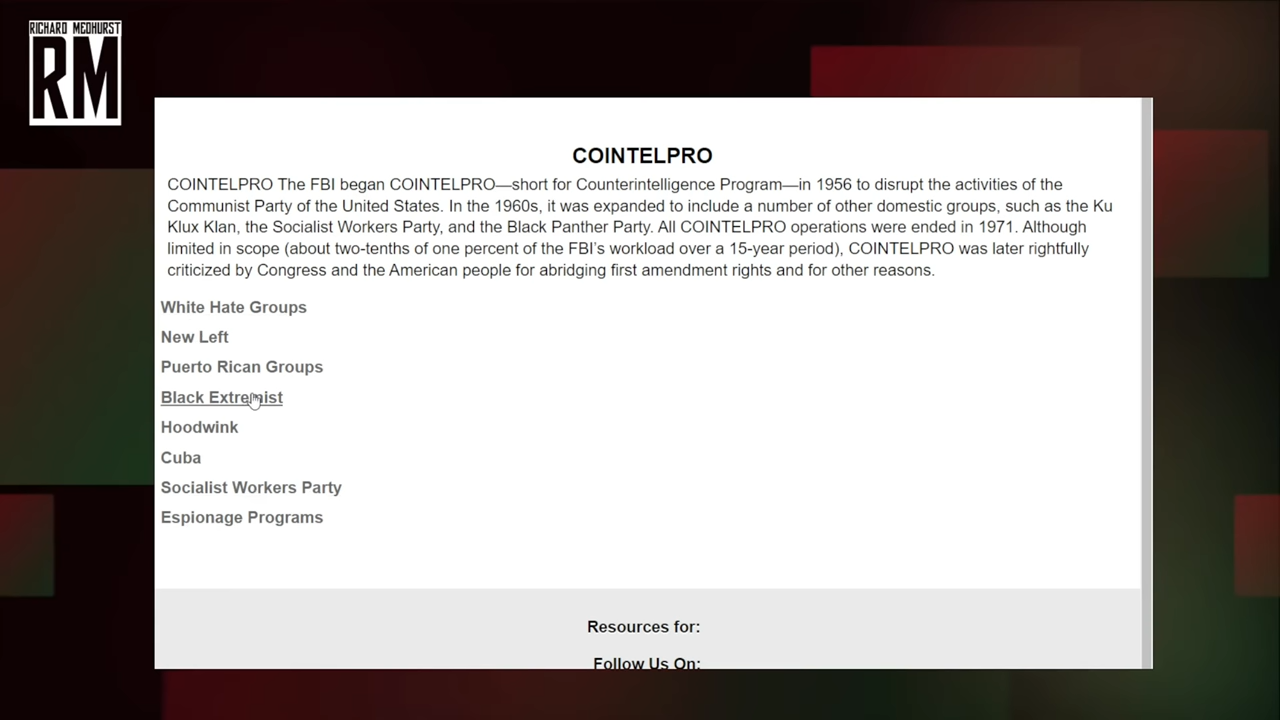 RICHARD MEDHURST
RM
COINTELPRO
COINTELPRO The FBI began COINTELPRO—short for Counterintelligence Program—in 1956 to disrupt the activities of the
Communist Party of the United States. In the 1960s, it was expanded to include a number of other domestic groups, such as the Ku
Klux Klan, the Socialist Workers Party, and the Black Panther Party. All COINTELPRO operations were ended in 1971. Although
limited in scope (about two-tenths of one percent of the FBI's workload over a 15-year period), COINTELPRO was later rightfully
criticized by Congress and the American people for abridging first amendment rights and for other reasons.
White Hate Groups
New Left
Puerto Rican Groups
Black Extremist
Hoodwink
Cuba
Socialist Workers Party
Espionage Programs
Resources for:
Follow Us On: